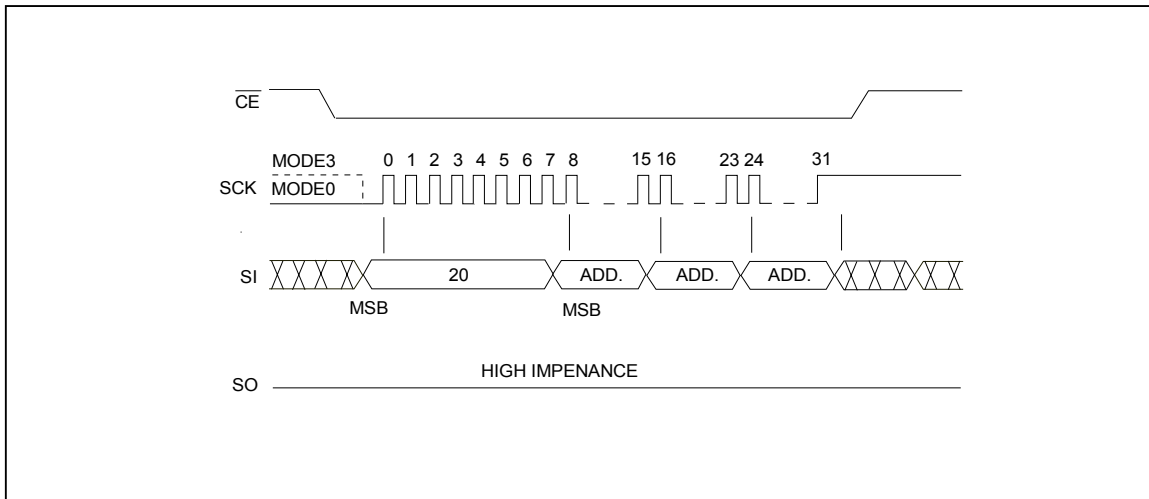 CE
MODE3 0 1 2 3 4 5 6 7 8 15 16 23 24 31
SCK MODE0
SI 20 ADD. ADD. ADD.
MSB MSB
HIGH IMPENANCE
SO